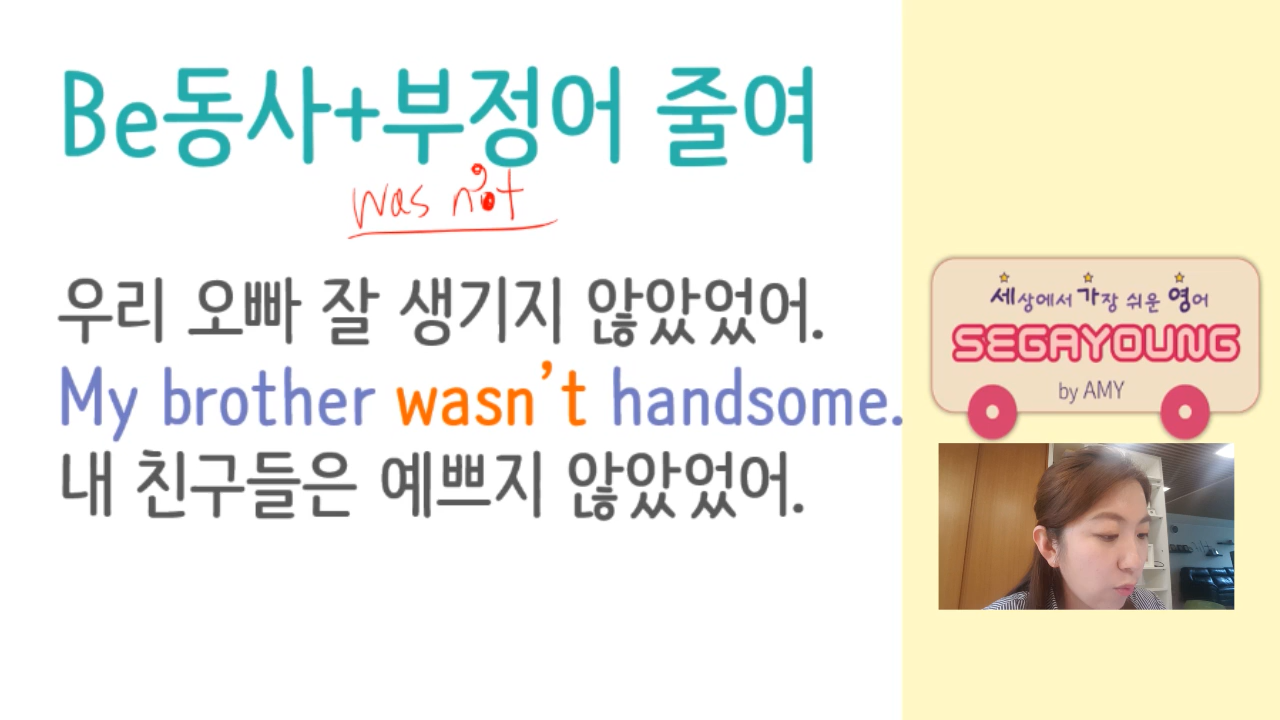 Be동사+부정어 줄여
was not
우리 오빠 잘 생기지 않았었어.
My brother wasn't handsome.
내 친구들은 예쁘지 않았었어.
세상에서 가장 쉬운 영어
SEGAYOUNG
by AMY